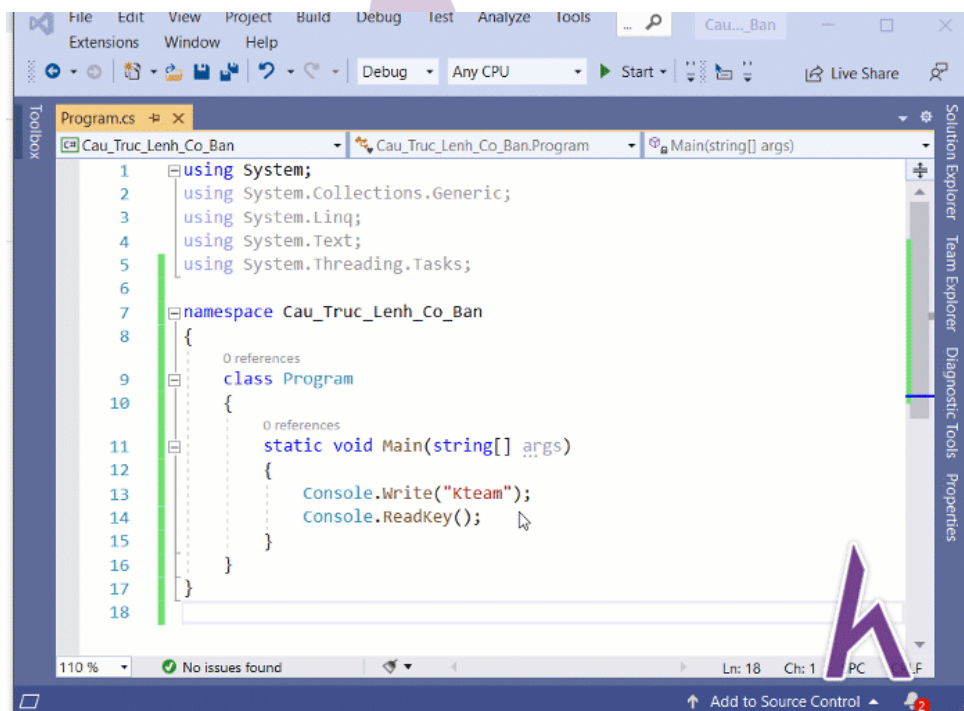 File Edit View Project Build Debug Test Analyze Tools ... Cau..._Ban
Extensions Window Help
Debug Any CPU Start Live Share
Toolbox
Program.cs
C# Cau_Truc_Lenh_Co_Ban Cau_Truc_Lenh_Co_Ban.Program Main(string[] args)
1 using System;
2 using System.Collections.Generic;
3 using System.Linq;
4 using System.Text;
5 using System.Threading.Tasks;
6
7 namespace Cau_Truc_Lenh_Co_Ban
8 {
0 references
9 class Program
10 {
0 references
11 static void Main(string[] args)
12 {
13 Console.Write("Kteam");
14 Console.ReadKey();
15 }
16 }
17 }
18
Solution Explorer
Team Explorer
Diagnostic Tools
Properties
110 % No issues found Ln: 18 Ch: 1
Add to Source Control 2